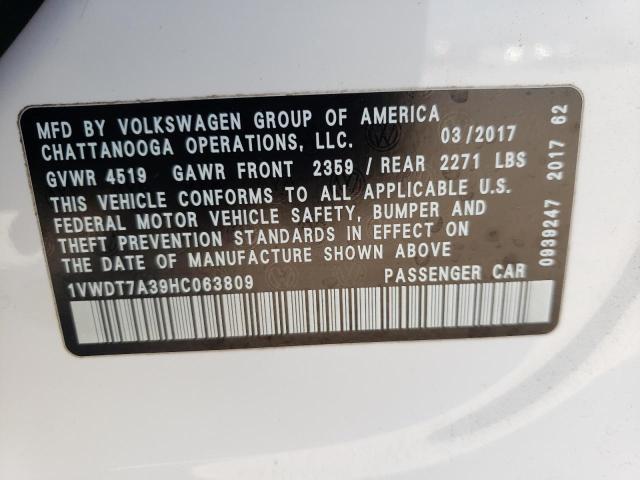 MFD BY VOLKSWAGEN GROUP OF AMERICA
CHATTANOOGA OPERATIONS, LLC. 03/2017
GVWR 4519 GAWR FRONT 2359 / REAR 2271 LBS
THIS VEHICLE CONFORMS TO ALL APPLICABLE U.S.
FEDERAL MOTOR VEHICLE SAFETY, BUMPER AND
THEFT PREVENTION STANDARDS IN EFFECT ON
THE DATE OF MANUFACTURE SHOWN ABOVE
1VWDT7A39HC063809 PASSENGER CAR
0939247 2017 62